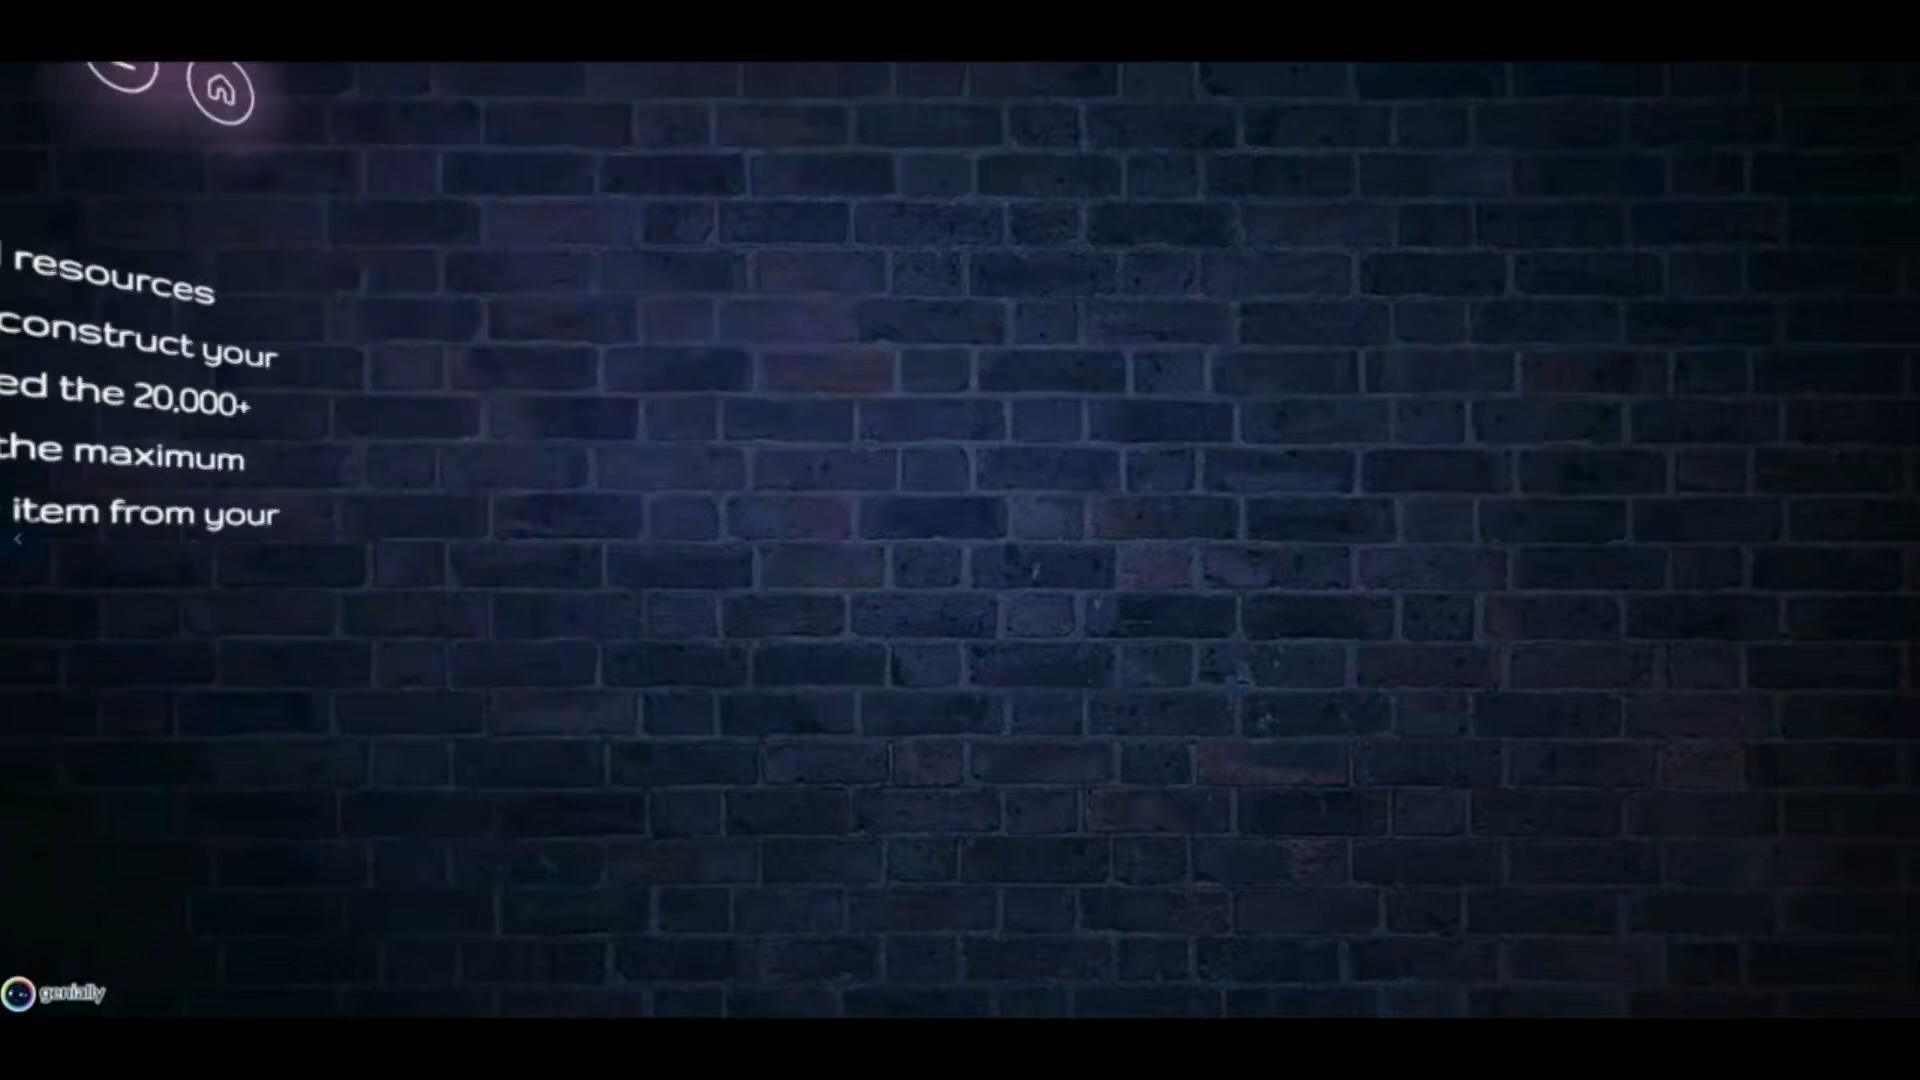 resources
construct your
ed the 20,000+
the maximum
item from your
genially